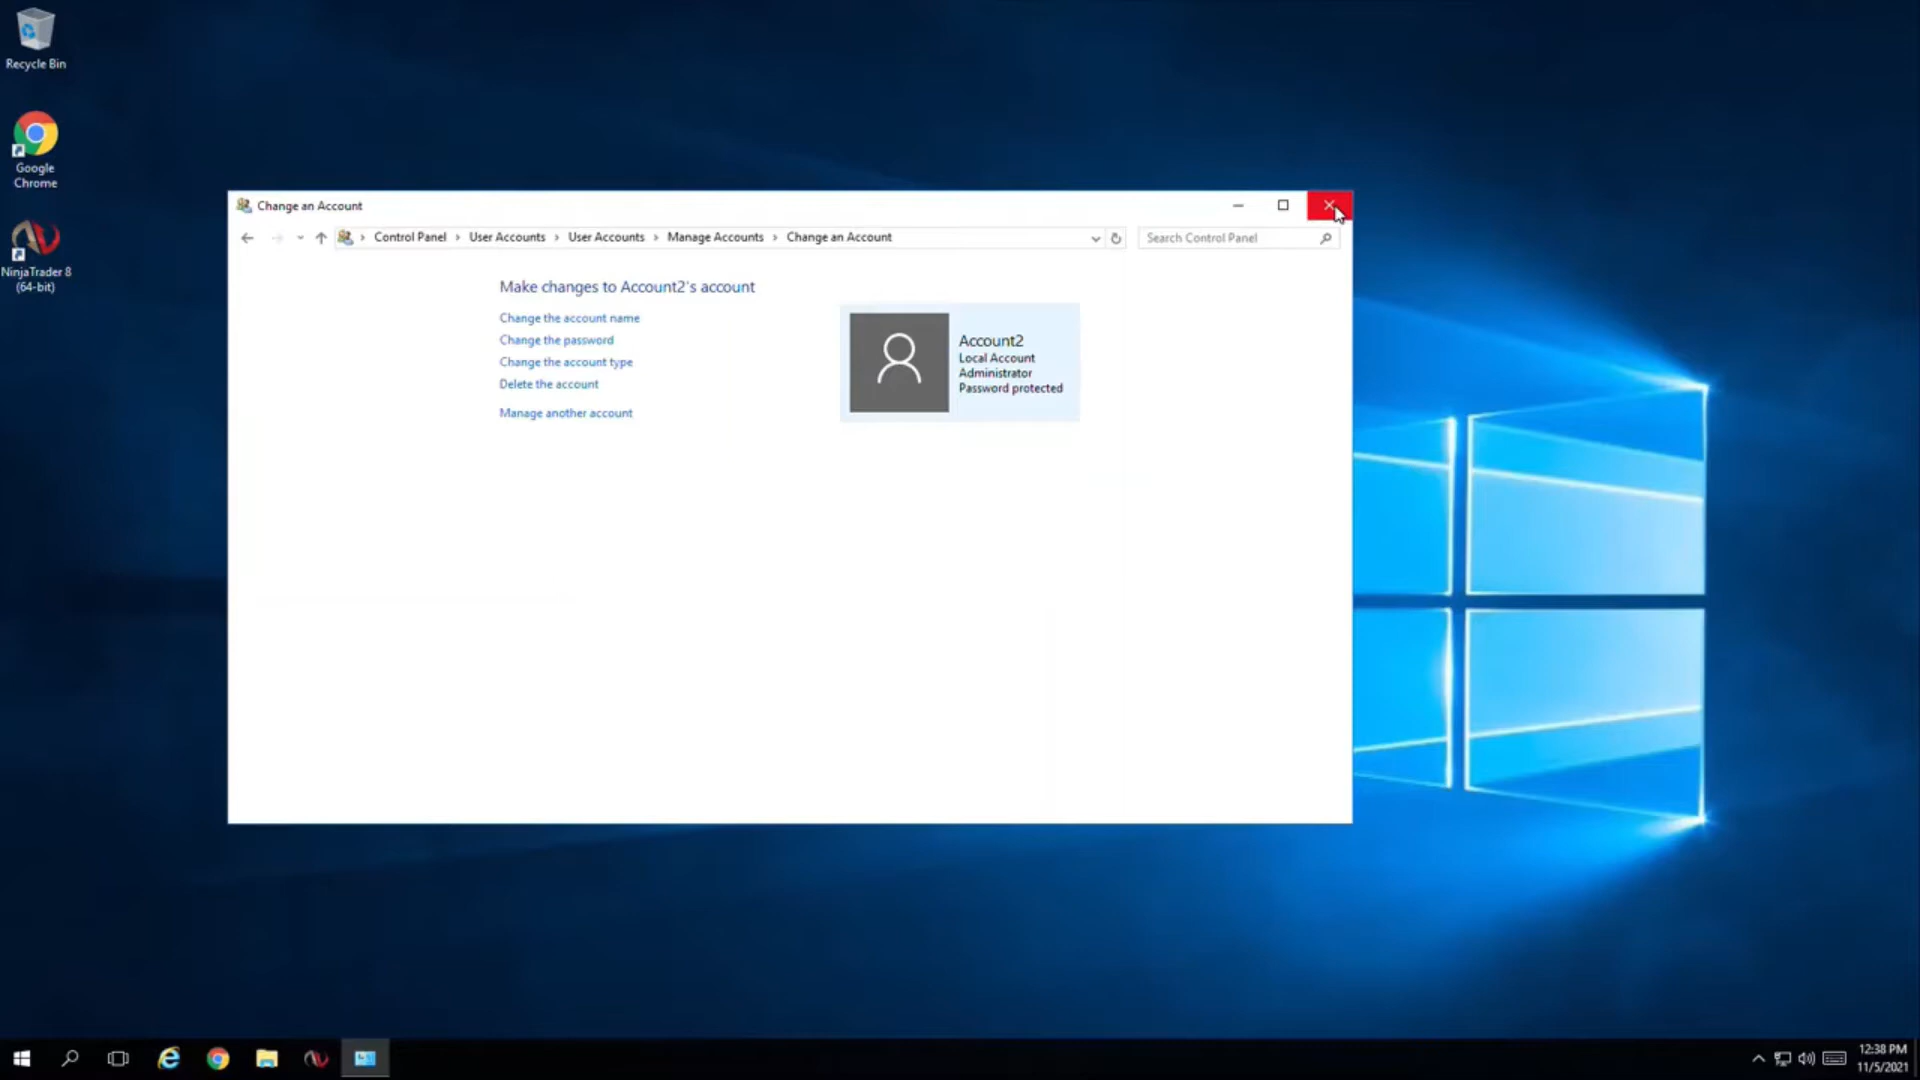 Recycle Bin
Google
Chrome
NinjaTrader 8
(64-bit)
Change an Account
Control Panel > User Accounts > User Accounts > Manage Accounts > Change an Account
Search Control Panel
Make changes to Account2's account
Change the account name
Change the password
Change the account type
Delete the account
Manage another account
Account2
Local Account
Administrator
Password protected
12:38 PM
11/5/2021